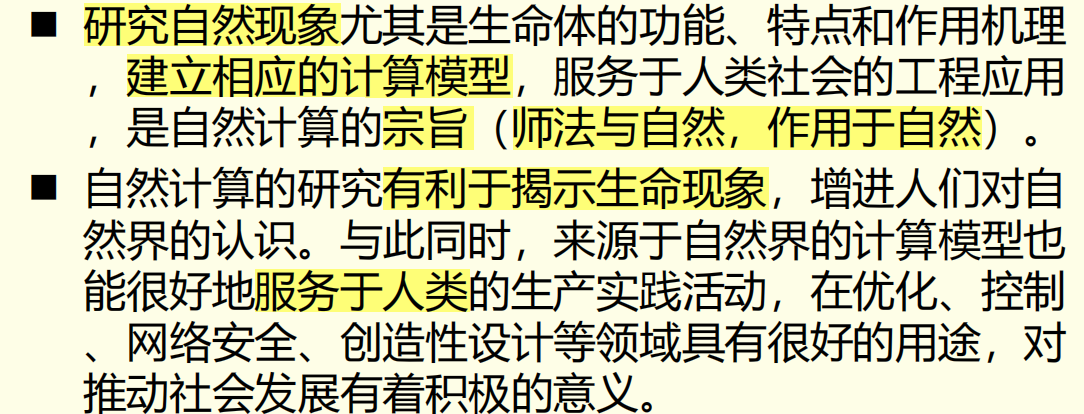 ■ 研究自然现象尤其是生命体的功能、特点和作用机理
，建立相应的计算模型，服务于人类社会的工程应用
，是自然计算的宗旨（师法与自然，作用于自然）。
■ 自然计算的研究有利于揭示生命现象，增进人们对自
然界的认识。与此同时，来源于自然界的计算模型也
能很好地服务于人类的生产实践活动，在优化、控制
、网络安全、创造性设计等领域具有很好的用途，对
推动社会发展有着积极的意义。